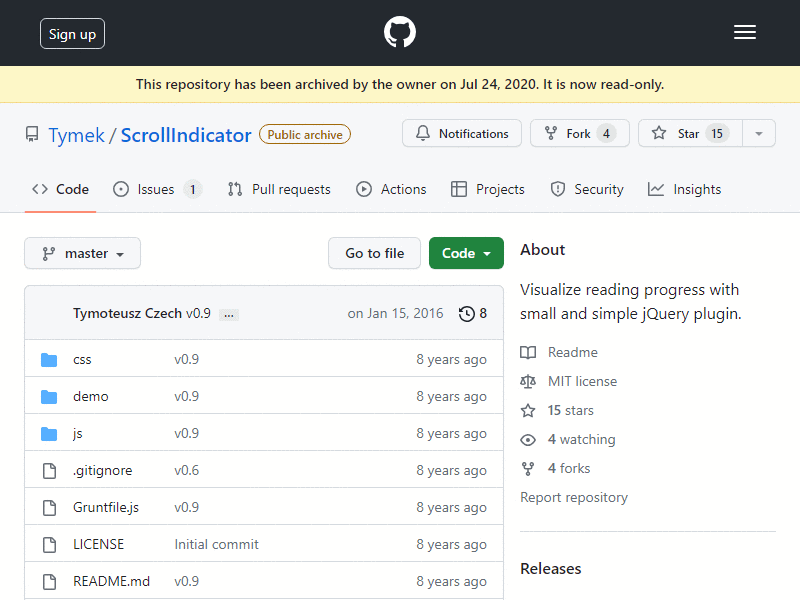 Sign up
This repository has been archived by the owner on Jul 24, 2020. It is now read-only.
Tymek / ScrollIndicator Public archive
Notifications Fork 4 Star 15
Code Issues 1 Pull requests Actions Projects Security Insights
master Go to file Code
Tymoteusz Czech v0.9 ... on Jan 15, 2016 8
css v0.9 8 years ago
demo v0.9 8 years ago
js v0.9 8 years ago
.gitignore v0.6 8 years ago
Gruntfile.js v0.9 8 years ago
LICENSE Initial commit 8 years ago
README.md v0.9 8 years ago
About
Visualize reading progress with
small and simple jQuery plugin.
Readme
MIT license
15 stars
4 watching
4 forks
Report repository
Releases